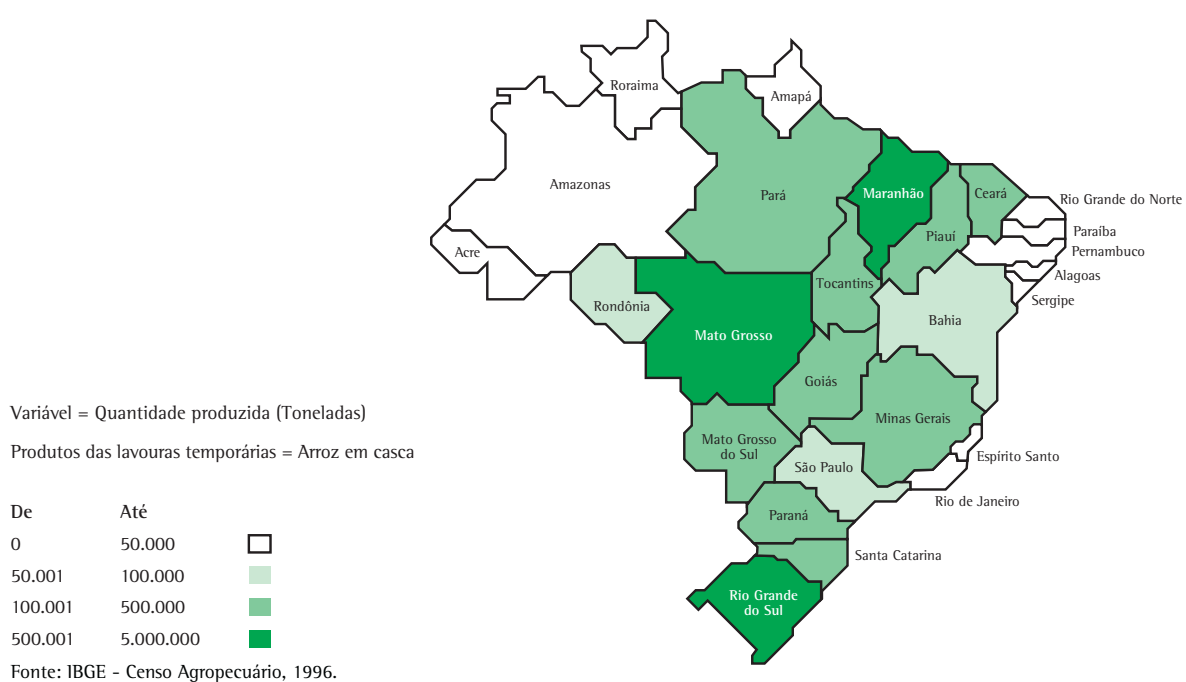 Roraima
Amapá
Amazonas
Pará
Maranhão
Ceará
Rio Grande do Norte
Piauí
Paraíba
Pernambuco
Acre
Alagoas
Tocantins
Sergipe
Rondônia
Bahia
Mato Grosso
Goiás
Variável = Quantidade produzida (Toneladas)
Minas Gerais
Produtos das lavouras temporárias = Arroz em casca
Mato Grosso
do Sul
Espírito Santo
São Paulo
Rio de Janeiro
De Até
0 50.000
Paraná
50.001 100.000
Santa Catarina
100.001 500.000
Rio Grande
do Sul
500.001 5.000.000
Fonte: IBGE - Censo Agropecuário, 1996.